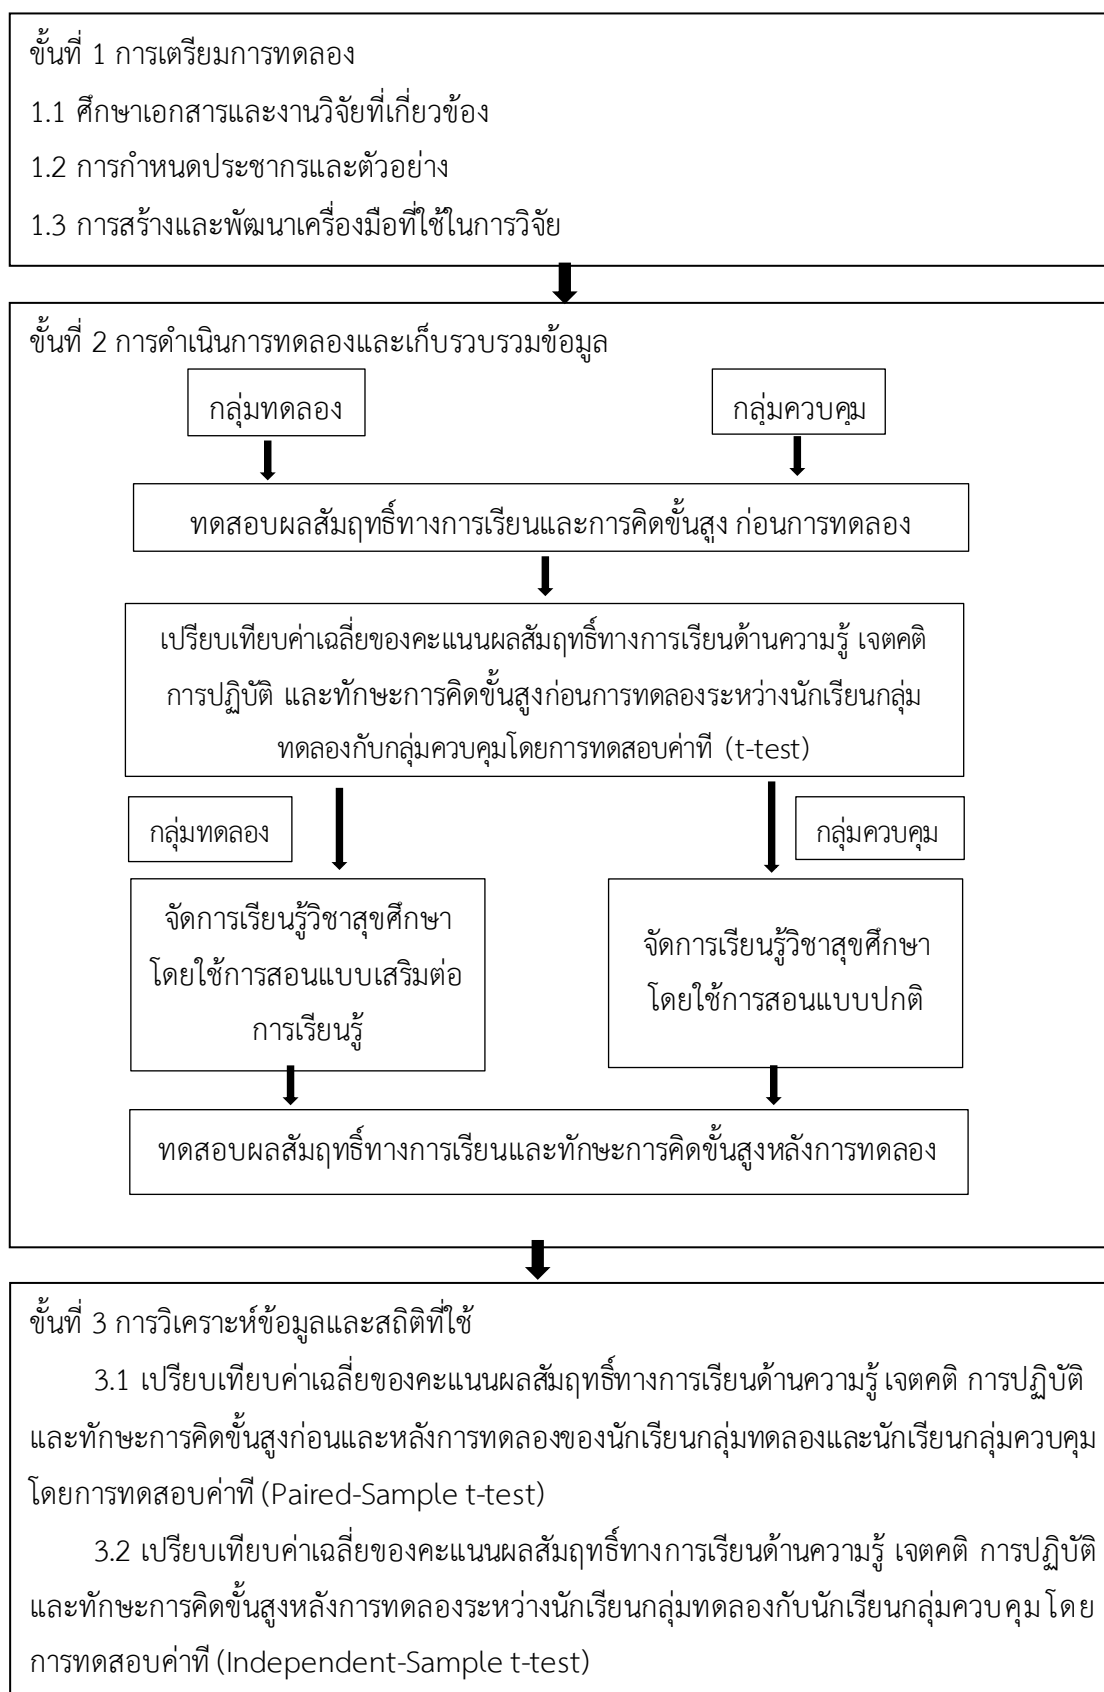 ขั้นที่ 1 การเตรียมการทดลอง
1.1 ศึกษาเอกสารและงานวิจัยที่เกี่ยวข้อง
1.2 การกำหนดประชากรและตัวอย่าง
1.3 การสร้างและพัฒนาเครื่องมือที่ใช้ในการวิจัย
ขั้นที่ 2 การดำเนินการทดลองและเก็บรวบรวมข้อมูล
กลุ่มทดลอง
กลุ่มควบคุม
ทดสอบผลสัมฤทธิ์ทางการเรียนและการคิดขั้นสูง ก่อนการทดลอง
เปรียบเทียบค่าเฉลี่ยของคะแนนผลสัมฤทธิ์ทางการเรียนด้านความรู้ เจตคติ
การปฏิบัติ และทักษะการคิดขั้นสูงก่อนการทดลองระหว่างนักเรียนกลุ่ม
ทดลองกับกลุ่มควบคุมโดยการทดสอบค่าที (t-test)
กลุ่มทดลอง
กลุ่มควบคุม
จัดการเรียนรู้วิชาสุขศึกษา
โดยใช้การสอนแบบเสริมต่อ
การเรียนรู้
จัดการเรียนรู้วิชาสุขศึกษา
โดยใช้การสอนแบบปกติ
ทดสอบผลสัมฤทธิ์ทางการเรียนและทักษะการคิดขั้นสูงหลังการทดลอง
ขั้นที่ 3 การวิเคราะห์ข้อมูลและสถิติที่ใช้
3.1 เปรียบเทียบค่าเฉลี่ยของคะแนนผลสัมฤทธิ์ทางการเรียนด้านความรู้ เจตคติ การปฏิบัติ
และทักษะการคิดขั้นสูงก่อนและหลังการทดลองของนักเรียนกลุ่มทดลองและนักเรียนกลุ่มควบคุม
โดยการทดสอบค่าที (Paired-Sample t-test)
3.2 เปรียบเทียบค่าเฉลี่ยของคะแนนผลสัมฤทธิ์ทางการเรียนด้านความรู้ เจตคติ การปฏิบัติ
และทักษะการคิดขั้นสูงหลังการทดลองระหว่างนักเรียนกลุ่มทดลองกับนักเรียนกลุ่มควบคุม โดย
การทดสอบค่าที (Independent-Sample t-test)